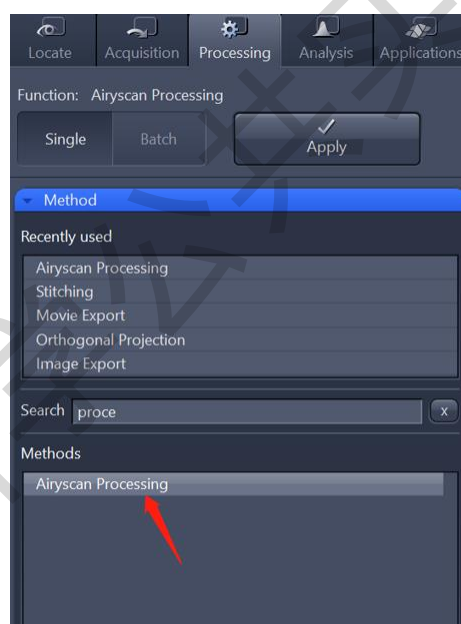 Locate Acquisition Processing Analysis Applications
Function: Airyscan Processing
Single Batch Apply
Method
Recently used
Airyscan Processing
Stitching
Movie Export
Orthogonal Projection
Image Export
Search proce x
Methods
Airyscan Processing